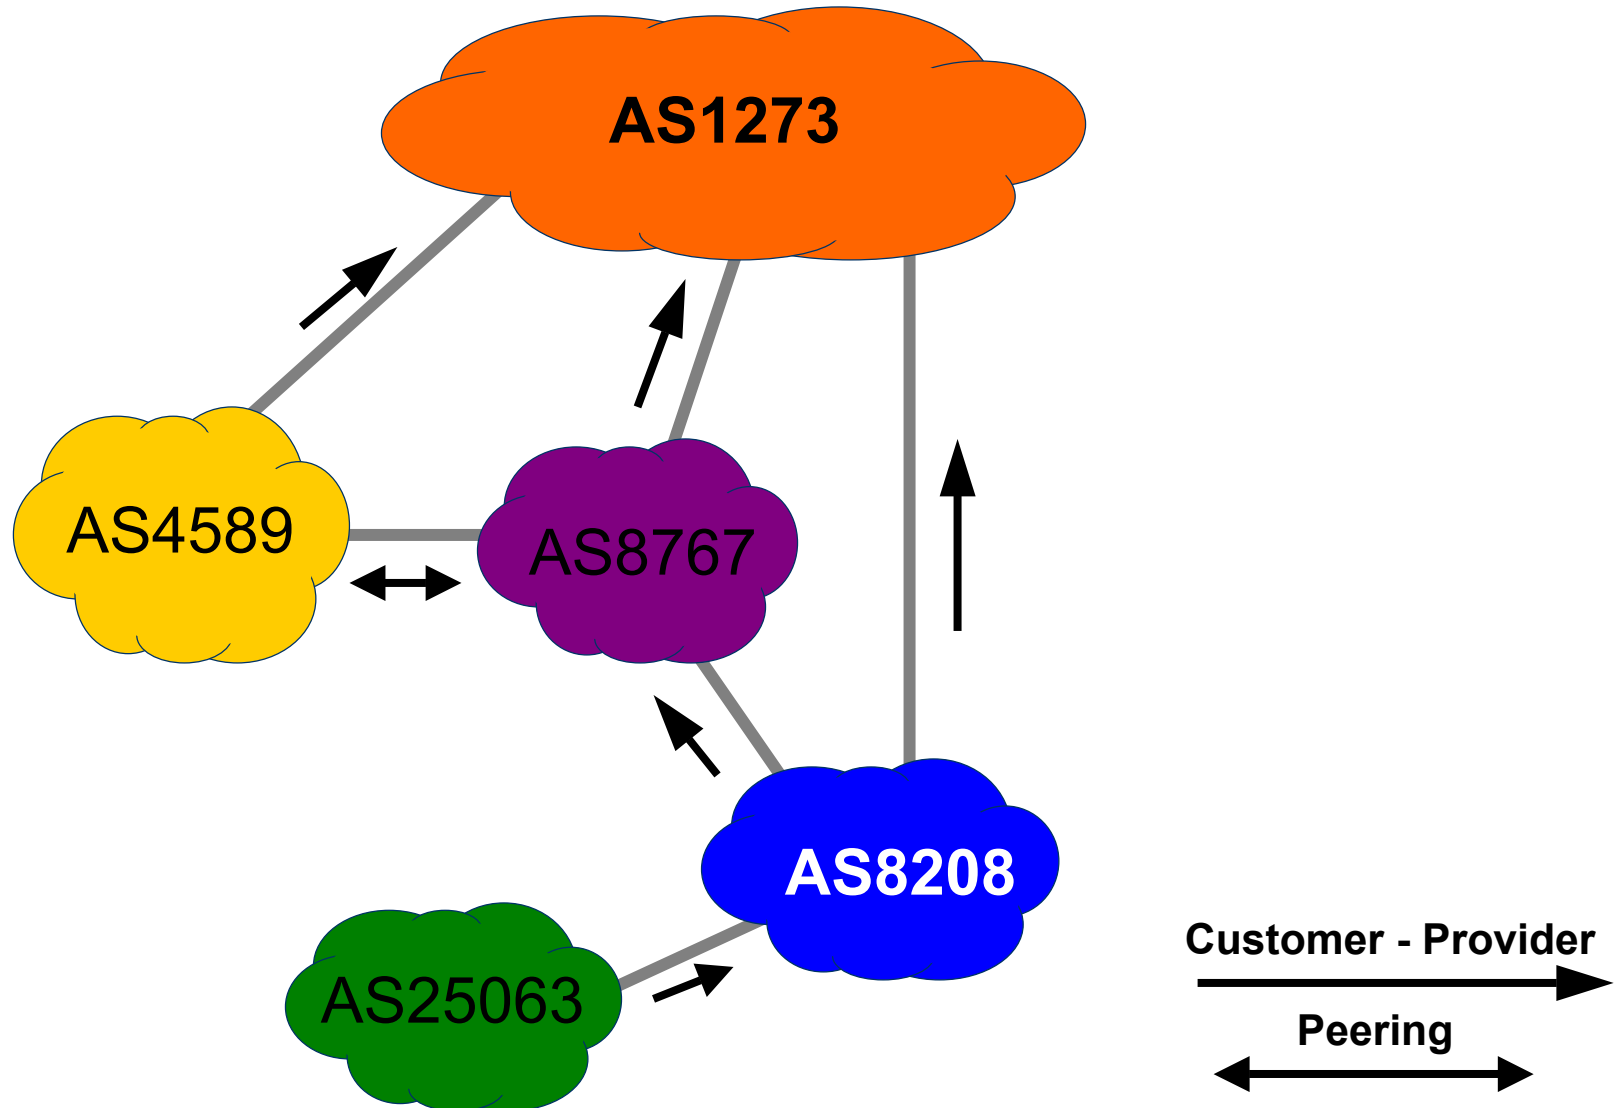 AS1273
AS4589
AS8767
AS8208
AS25063
Customer - Provider
Peering